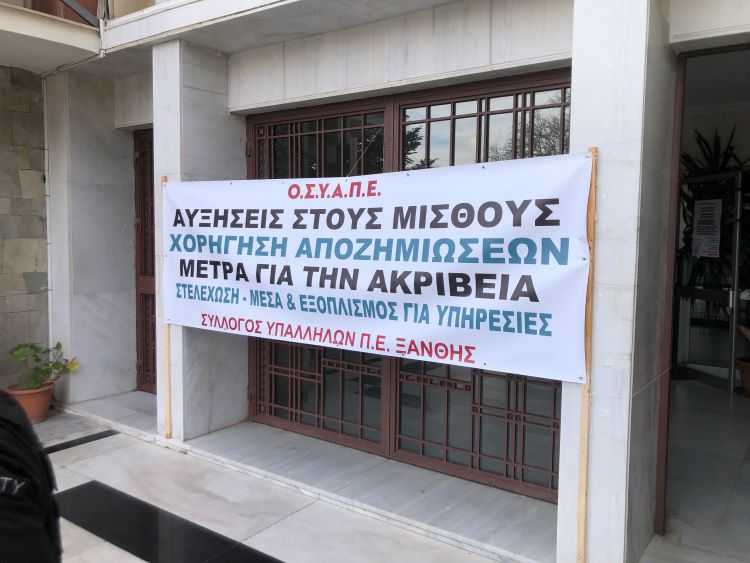 Ο.Σ.Υ.Α.Π.Ε.
ΑΥΞΗΣΕΙΣ ΣΤΟΥΣ ΜΙΣΘΟΥΣ
ΧΟΡΗΓΗΣΗ ΑΠΟΖΗΜΙΩΣΕΩΝ
ΜΕΤΡΑ ΓΙΑ ΤΗΝ ΑΚΡΙΒΕΙΑ
ΣΤΕΛΕΧΩΣΗ - ΜΕΣΑ & ΕΞΟΠΛΙΣΜΟΣ ΓΙΑ ΥΠΗΡΕΣΙΕΣ
ΣΥΛΛΟΓΟΣ ΥΠΑΛΛΗΛΩΝ Π.Ε. ΞΑΝΘΗΣ